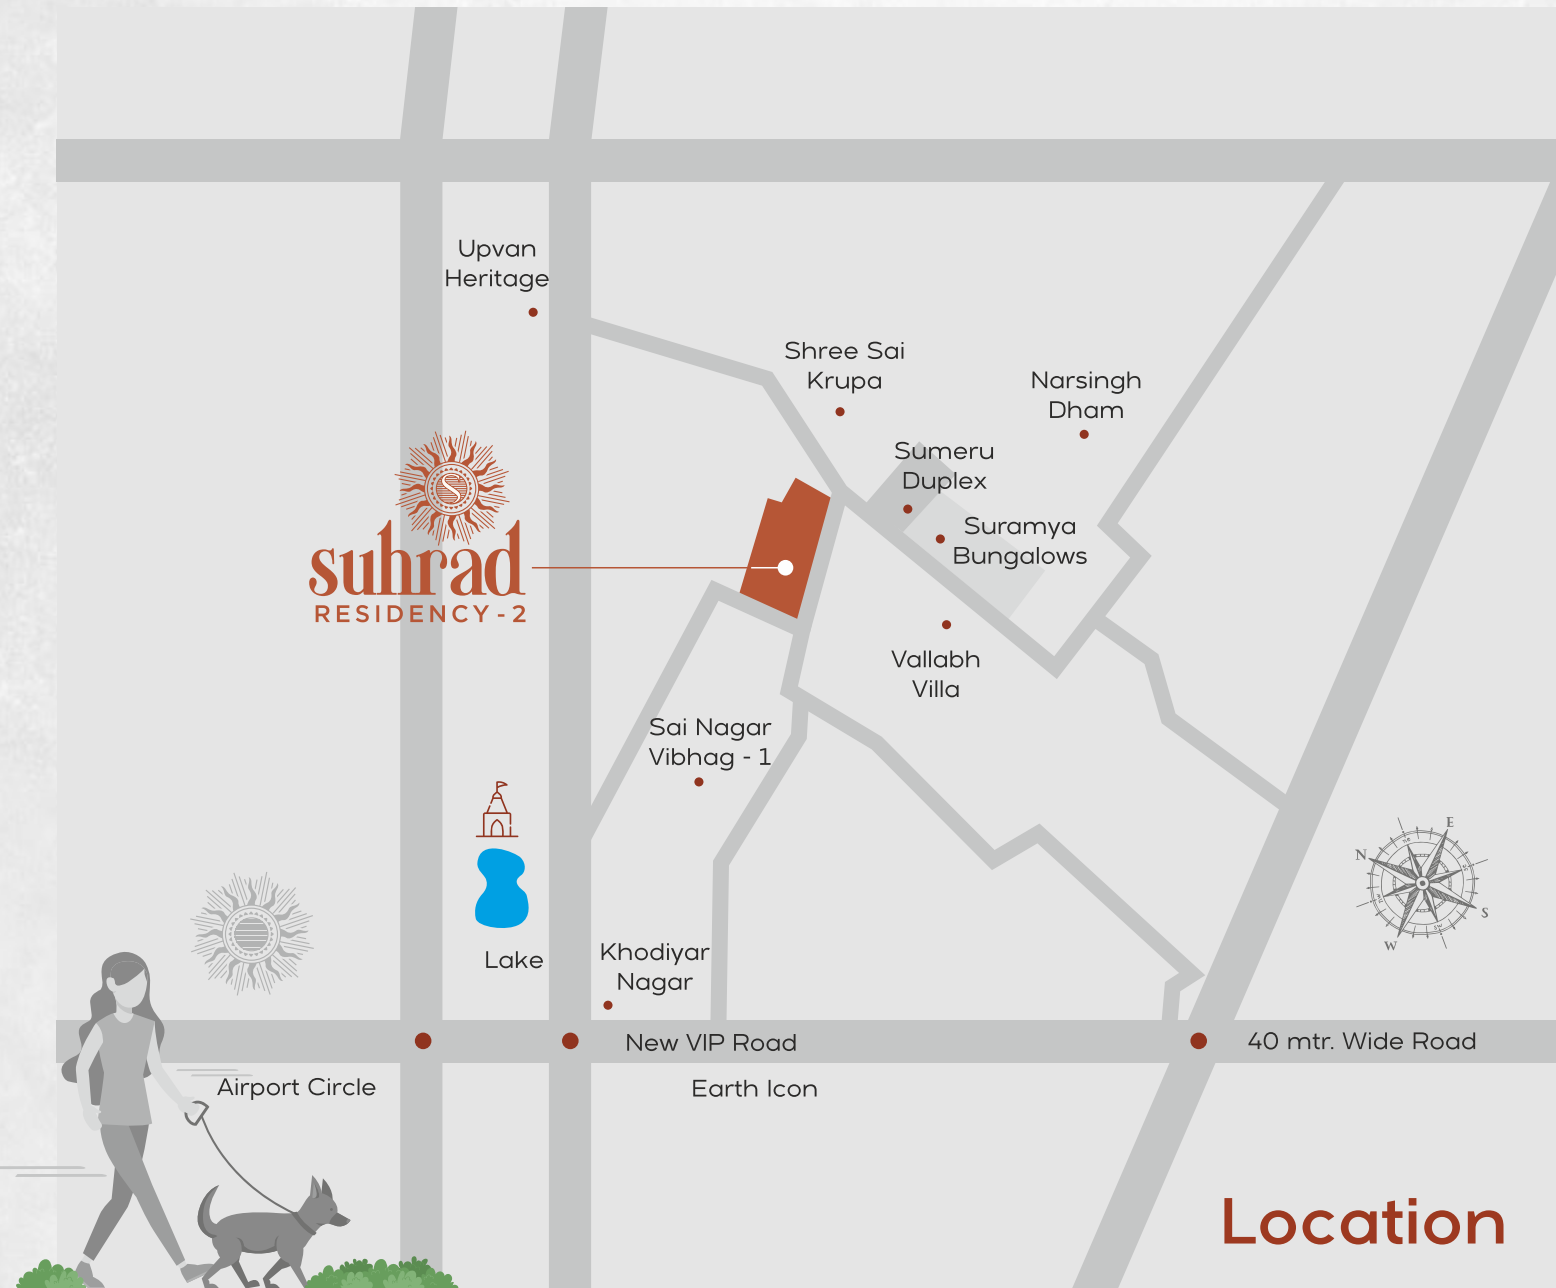 Upvan
Heritage
Shree Sai
Krupa
Narsingh
Dham
Sumeru
Duplex
Suramya
Bungalows
S
suhrad
RESIDENCY - 2
Vallabh
Villa
Sai Nagar
Vibhag - 1
N
E
S
W
Lake
Khodiyar
Nagar
New VIP Road
40 mtr. Wide Road
Airport Circle
Earth Icon
Location